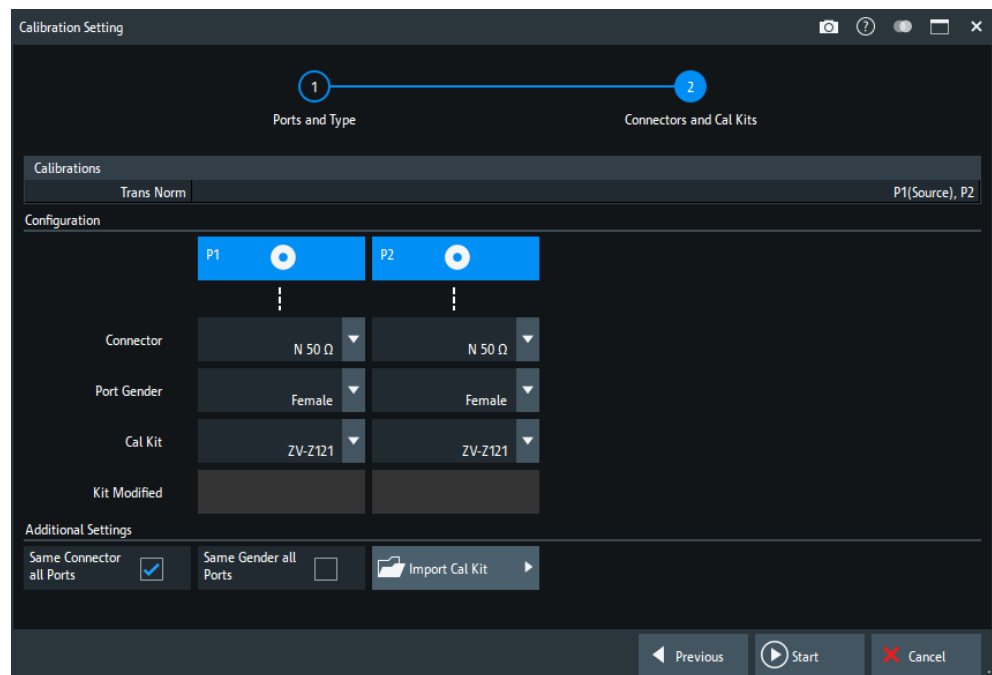 Calibration Setting
?
1
2
Ports and Type
Connectors and Cal Kits
Calibrations
Trans Norm
P1(Source), P2
Configuration
P1
P2
Connector
N 50 Ω
N 50 Ω
Port Gender
Female
Female
Cal Kit
ZV-Z121
ZV-Z121
Kit Modified
Additional Settings
Same Connector
all Ports
Same Gender all
Ports
Import Cal Kit
Previous
Start
Cancel